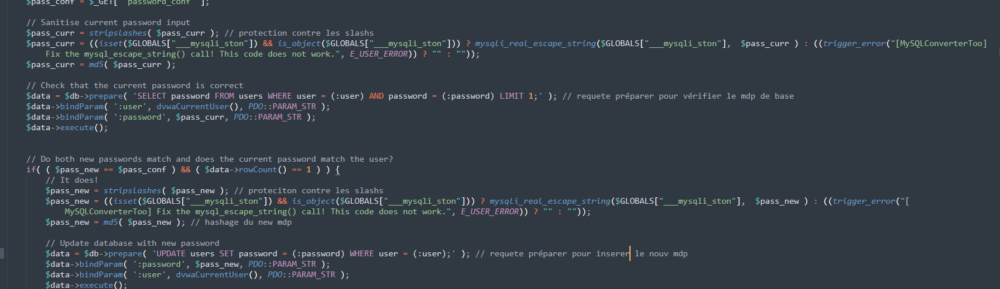 $pass_conf = $_GET[ 'password_conf' ];
// Sanitise current password input
$pass_curr = stripslashes( $pass_curr ); // protection contre les slashs
$pass_curr = ((isset($GLOBALS["___mysqli_ston"]) && is_object($GLOBALS["___mysqli_ston"])) ? mysqli_real_escape_string($GLOBALS["___mysqli_ston"],  $pass_curr ) : ((trigger_error("[MySQLConverterToo]
Fix the mysql_escape_string() call! This code does not work.", E_USER_ERROR)) ? "" : ""));
$pass_curr = md5( $pass_curr );
// Check that the current password is correct
$data = $db->prepare( 'SELECT password FROM users WHERE user = (:user) AND password = (:password) LIMIT 1;' ); // requete préparer pour vérifier le mdp de base
$data->bindParam( ':user', dvwaCurrentUser(), PDO::PARAM_STR );
$data->bindParam( ':password', $pass_curr, PDO::PARAM_STR );
$data->execute();
// Do both new passwords match and does the current password match the user?
if( ( $pass_new == $pass_conf ) && ( $data->rowCount() == 1 ) ) {
// It does!
$pass_new = stripslashes( $pass_new ); // proteciton contre les slashs
$pass_new = ((isset($GLOBALS["___mysqli_ston"]) && is_object($GLOBALS["___mysqli_ston"])) ? mysqli_real_escape_string($GLOBALS["___mysqli_ston"],  $pass_new ) : ((trigger_error("[
MySQLConverterToo] Fix the mysql_escape_string() call! This code does not work.", E_USER_ERROR)) ? "" : ""));
$pass_new = md5( $pass_new ); // hashage du new mdp
// Update database with new password
$data = $db->prepare( 'UPDATE users SET password = (:password) WHERE user = (:user);' ); // requete préparer pour inserer le nouv mdp
$data->bindParam( ':password', $pass_new, PDO::PARAM_STR );
$data->bindParam( ':user', dvwaCurrentUser(), PDO::PARAM_STR );
$data->execute();